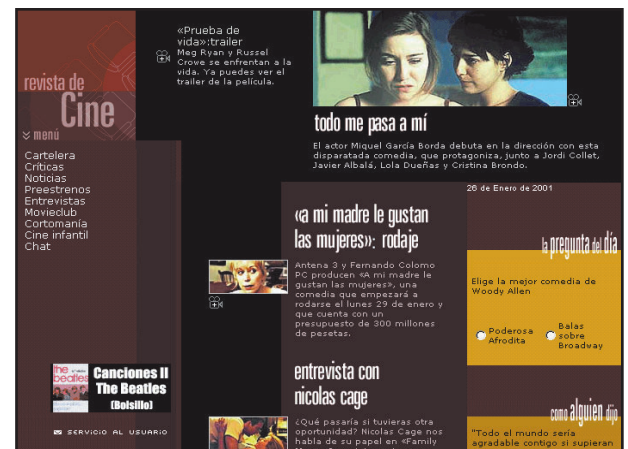 revista de
Cine
menú
Cartelera
Críticas
Noticias
Preestrenos
Entrevistas
Movieclub
Cortomanía
Cine infantil
Chat
the beatles
Canciones II
The Beatles
(Bolsillo)
SERVICIO AL USUARIO
«Prueba de
vida»:trailer
Meg Ryan y Russel
Crowe se enfrentan a la
vida. Ya puedes ver el
trailer de la película.
todo me pasa a mí
El actor Miquel García Borda debuta en la dirección con esta
disparatada comedia, que protagoniza, junto a Jordi Collet,
Javier Albalá, Lola Dueñas y Cristina Brondo.
«a mi madre le gustan
las mujeres»: rodaje
Antena 3 y Fernando Colomo
PC producen «A mi madre le
gustan las mujeres», una
comedia que empezará a
rodarse el lunes 29 de enero y
que cuenta con un
presupuesto de 300 millones
de pesetas.
entrevista con
nicolas cage
¿Qué pasaría si tuvieras otra
oportunidad? Nicolas Cage nos
habla de su papel en «Family
26 de Enero de 2001
la pregunta del día
Elige la mejor comedia de
Woody Allen
Poderosa
Afrodita
Balas
sobre
Broadway
como alguien dijo
"Todo el mundo sería
agradable contigo si supieran